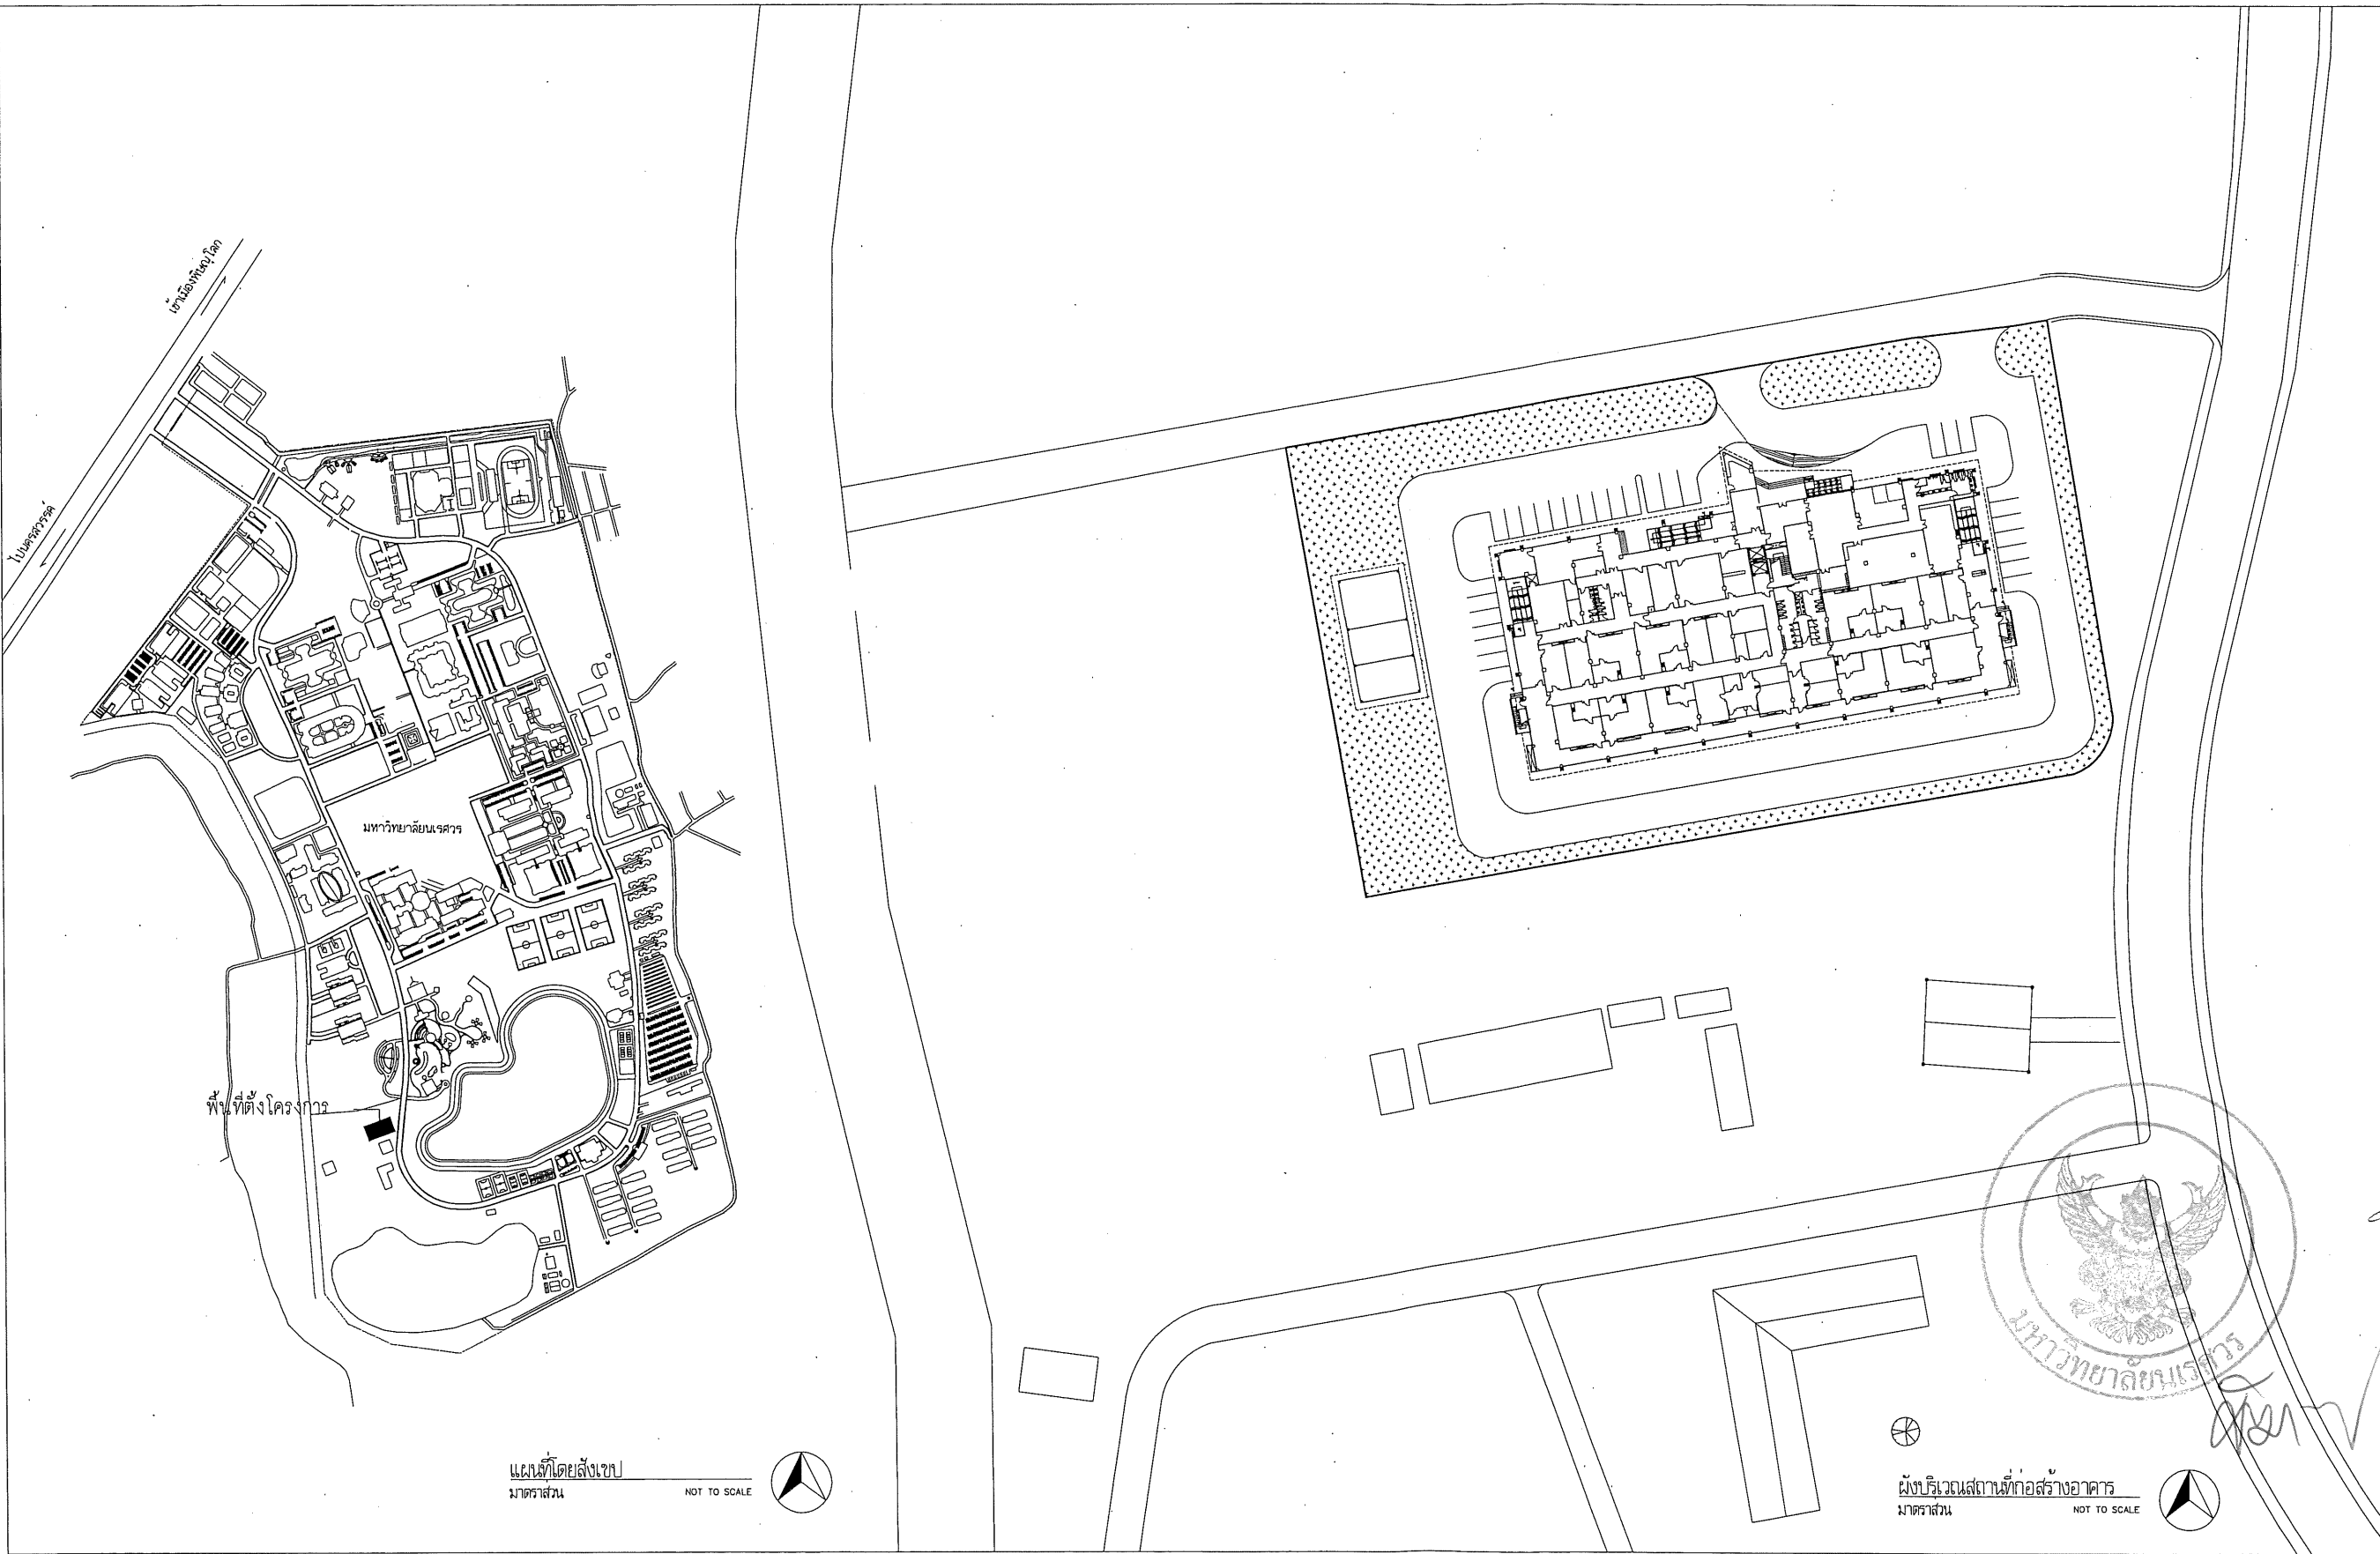 เข้าเมืองพิษณุโลก
ไปนครสวรรค์
มหาวิทยาลัยนเรศวร
พื้นที่ตั้งโครงการ
แผนที่โดยสังเขป
มาตราส่วน NOT TO SCALE
มหาวิทยาลัยนเรศวร
ผังบริเวณสถานที่ก่อสร้างอาคาร
มาตราส่วน NOT TO SCALE